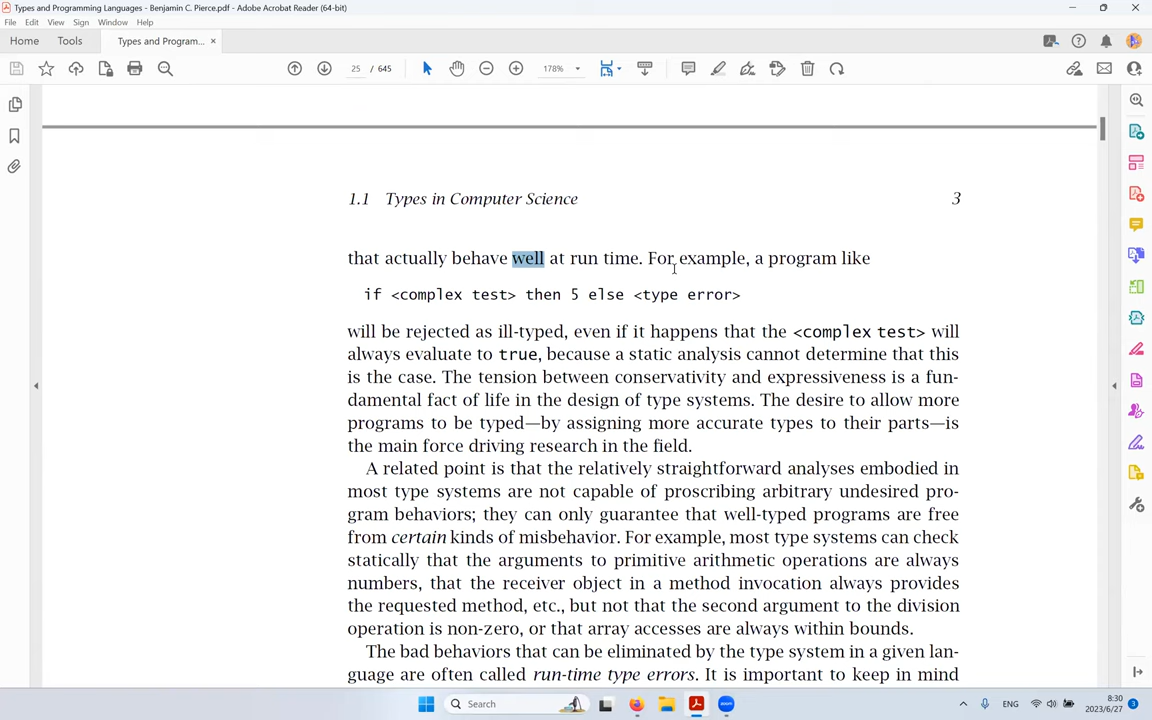 Types and Programming Languages - Benjamin C. Pierce.pdf - Adobe Acrobat Reader (64-bit)
File Edit View Sign Window Help
Home Tools Types and Program... ×
25 / 645 178%
1.1 Types in Computer Science 3
that actually behave well at run time. For example, a program like
if <complex test> then 5 else <type error>
will be rejected as ill-typed, even if it happens that the <complex test> will
always evaluate to true, because a static analysis cannot determine that this
is the case. The tension between conservativity and expressiveness is a fun-
damental fact of life in the design of type systems. The desire to allow more
programs to be typed—by assigning more accurate types to their parts—is
the main force driving research in the field.
A related point is that the relatively straightforward analyses embodied in
most type systems are not capable of proscribing arbitrary undesired pro-
gram behaviors; they can only guarantee that well-typed programs are free
from certain kinds of misbehavior. For example, most type systems can check
statically that the arguments to primitive arithmetic operations are always
numbers, that the receiver object in a method invocation always provides
the requested method, etc., but not that the second argument to the division
operation is non-zero, or that array accesses are always within bounds.
The bad behaviors that can be eliminated by the type system in a given lan-
guage are often called run-time type errors. It is important to keep in mind
Search
ENG
8:30
2023/6/27
3
zoom